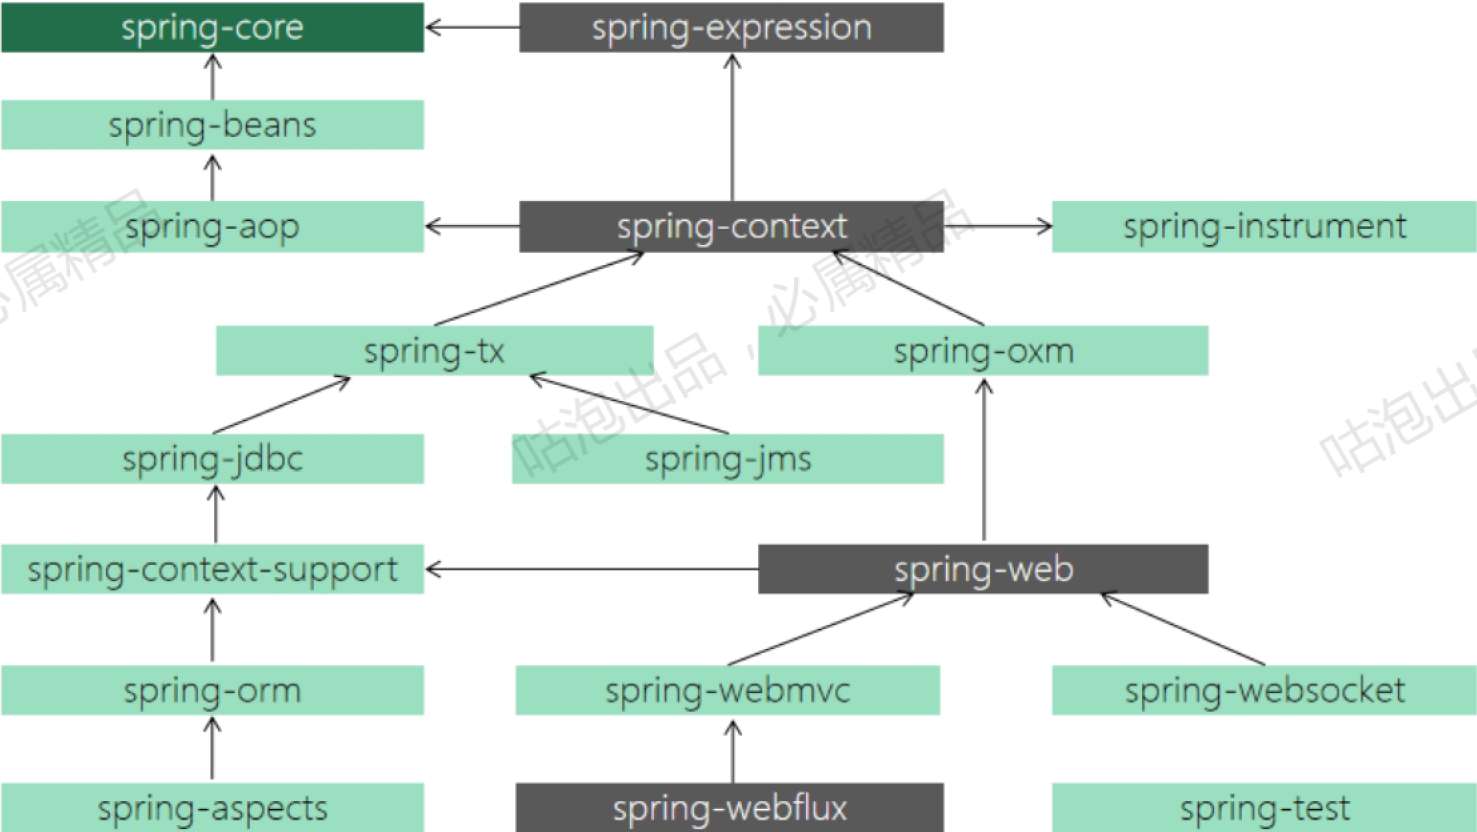 spring-core
spring-expression
spring-beans
spring-aop
spring-context
spring-instrument
spring-tx
spring-oxm
spring-jdbc
spring-jms
spring-context-support
spring-web
spring-orm
spring-webmvc
spring-websocket
spring-aspects
spring-webflux
spring-test
必属精品
咕泡出品，必属精品
咕泡出